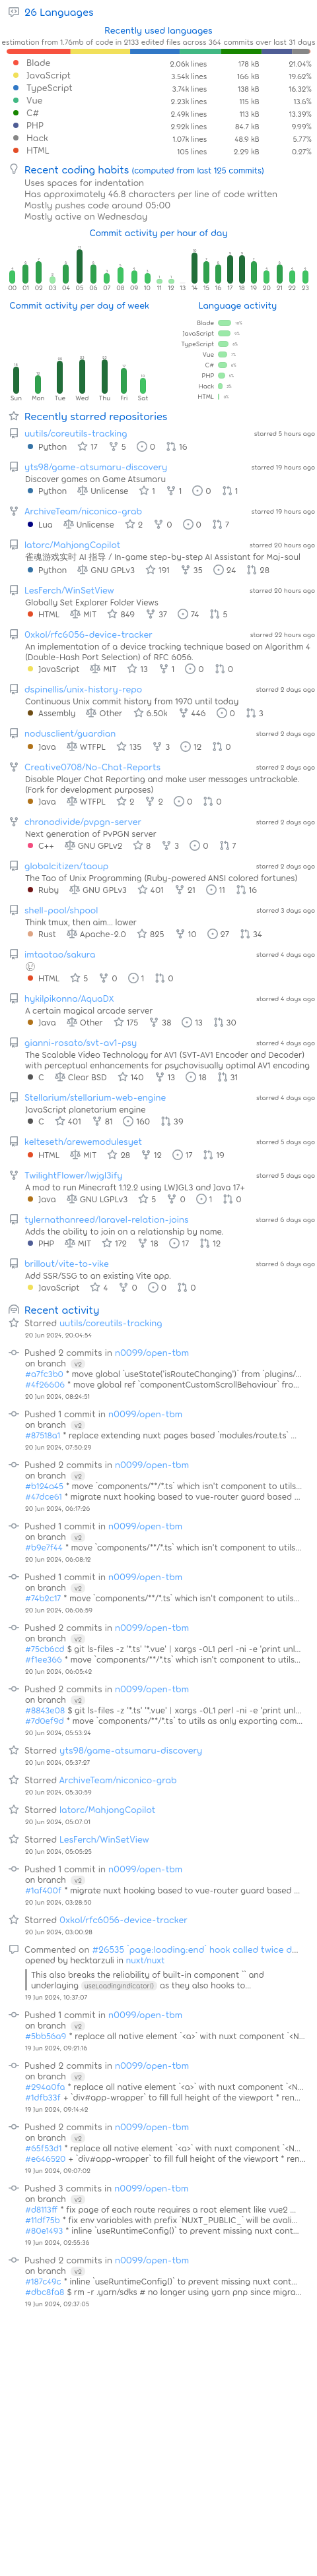 26 Languages
Recently used languages
estimation from 1.76mb of code in 2133 edited files across 364 commits over last 31 days
Blade 2.06k lines 178 kB 21.04%
JavaScript 3.54k lines 166 kB 19.62%
TypeScript 3.74k lines 138 kB 16.32%
Vue 2.23k lines 115 kB 13.6%
C# 2.49k lines 113 kB 13.39%
PHP 2.92k lines 84.7 kB 9.99%
Hack 1.07k lines 48.9 kB 5.77%
HTML 105 lines 2.29 kB 0.27%
Recent coding habits (computed from last 125 commits)
Uses spaces for indentation
Has approximately 46.8 characters per line of code written
Mostly pushes code around 05:00
Mostly active on Wednesday
Commit activity per hour of day
00 01 02 03 04 05 06 07 08 09 10 11 12 13 14 15 16 17 18 19 20 21 22 23
Commit activity per day of week
Sun Mon Tue Wed Thu Fri Sat
Language activity
Blade
JavaScript
TypeScript
Vue
C#
PHP
Hack
HTML
Recently starred repositories
uutils/coreutils-tracking starred 5 hours ago
Python 17 5 0 16
yts98/game-atsumaru-discovery starred 19 hours ago
Discover games on Game Atsumaru
Python Unlicense 1 1 0 1
ArchiveTeam/niconico-grab starred 19 hours ago
Lua Unlicense 2 0 0 7
latorc/MahjongCopilot starred 20 hours ago
雀魂游戏实时 AI 指导 / In-game step-by-step AI Assistant for Maj-soul
Python GNU GPLv3 191 35 24 28
LesFerch/WinSetView starred 20 hours ago
Globally Set Explorer Folder Views
HTML MIT 849 37 74 5
0xkol/rfc6056-device-tracker starred 22 hours ago
An implementation of a device tracking technique based on Algorithm 4
(Double-Hash Port Selection) of RFC 6056.
JavaScript MIT 13 1 0 0
dspinellis/unix-history-repo starred 2 days ago
Continuous Unix commit history from 1970 until today
Assembly Other 6.50k 446 0 3
nodusclient/guardian starred 2 days ago
Java WTFPL 135 3 12 0
Creative0708/No-Chat-Reports starred 2 days ago
Disable Player Chat Reporting and make user messages untrackable.
(Fork for development purposes)
Java WTFPL 2 2 0 0
chronodivide/pvpgn-server starred 2 days ago
Next generation of PvPGN server
C++ GNU GPLv2 8 3 0 7
globalcitizen/taoup starred 2 days ago
The Tao of Unix Programming (Ruby-powered ANSI colored fortunes)
Ruby GNU GPLv3 401 21 11 16
shell-pool/shpool starred 3 days ago
Think tmux, then aim... lower
Rust Apache-2.0 825 10 27 34
imtaotao/sakura starred 4 days ago
HTML 5 0 1 0
hykilpikonna/AquaDX starred 4 days ago
A certain magical arcade server
Java Other 175 38 13 30
gianni-rosato/svt-av1-psy starred 4 days ago
The Scalable Video Technology for AV1 (SVT-AV1 Encoder and Decoder)
with perceptual enhancements for psychovisually optimal AV1 encoding
C Clear BSD 140 13 18 31
Stellarium/stellarium-web-engine starred 4 days ago
JavaScript planetarium engine
C 401 81 160 39
kelteseth/arewemodulesyet starred 5 days ago
HTML MIT 28 12 17 19
TwilightFlower/lwjgl3ify starred 5 days ago
A mod to run Minecraft 1.12.2 using LWJGL3 and Java 17+
Java GNU LGPLv3 5 0 1 0
tylernathanreed/laravel-relation-joins starred 6 days ago
Adds the ability to join on a relationship by name.
PHP MIT 172 18 17 12
brillout/vite-to-vike starred 6 days ago
Add SSR/SSG to an existing Vite app.
JavaScript 4 0 0 0
Recent activity
Starred uutils/coreutils-tracking
20 Jun 2024, 20:04:54
Pushed 2 commits in n0099/open-tbm
on branch v2
#a7fc3b0 * move global `useState('isRouteChanging')` from `plugins/...
#4f26606 * move global ref `componentCustomScrollBehaviour` fro...
20 Jun 2024, 08:24:51
Pushed 1 commit in n0099/open-tbm
on branch v2
#87518a1 * replace extending nuxt pages based `modules/route.ts` ...
20 Jun 2024, 07:50:29
Pushed 2 commits in n0099/open-tbm
on branch v2
#b124a45 * move `components/**/*.ts` which isn't component to utils...
#47dce61 * migrate nuxt hooking based to vue-router guard based ...
20 Jun 2024, 06:17:26
Pushed 1 commit in n0099/open-tbm
on branch v2
#b9e7f44 * move `components/**/*.ts` which isn't component to utils...
20 Jun 2024, 06:08:12
Pushed 1 commit in n0099/open-tbm
on branch v2
#74b2c17 * move `components/**/*.ts` which isn't component to utils...
20 Jun 2024, 06:06:59
Pushed 2 commits in n0099/open-tbm
on branch v2
#75cb6cd $ git ls-files -z '*.ts' '*.vue' | xargs -0L1 perl -ni -e 'print unl...
#f1ee366 * move `components/**/*.ts` which isn't component to utils...
20 Jun 2024, 06:05:42
Pushed 2 commits in n0099/open-tbm
on branch v2
#8843e08 $ git ls-files -z '*.ts' '*.vue' | xargs -0L1 perl -ni -e 'print unl...
#7d0ef9d * move `components/**/*.ts` to utils as only exporting com...
20 Jun 2024, 05:53:24
Starred yts98/game-atsumaru-discovery
20 Jun 2024, 05:37:27
Starred ArchiveTeam/niconico-grab
20 Jun 2024, 05:30:59
Starred latorc/MahjongCopilot
20 Jun 2024, 05:07:01
Starred LesFerch/WinSetView
20 Jun 2024, 05:05:25
Pushed 1 commit in n0099/open-tbm
on branch v2
#1af400f * migrate nuxt hooking based to vue-router guard based ...
20 Jun 2024, 03:28:50
Starred 0xkol/rfc6056-device-tracker
20 Jun 2024, 03:00:28
Commented on #26535 `page:loading:end` hook called twice d...
opened by hecktarzuli in nuxt/nuxt
This also breaks the reliability of built-in component `` and
underlaying useLoadingIndicator() as they also hooks to...
19 Jun 2024, 10:37:07
Pushed 1 commit in n0099/open-tbm
on branch v2
#5bb56a9 * replace all native element `<a>` with nuxt component `<N...
19 Jun 2024, 09:21:16
Pushed 2 commits in n0099/open-tbm
on branch v2
#294a0fa * replace all native element `<a>` with nuxt component `<N...
#1dfb33f + `div#app-wrapper` to fill full height of the viewport * ren...
19 Jun 2024, 09:14:42
Pushed 2 commits in n0099/open-tbm
on branch v2
#65f53d1 * replace all native element `<a>` with nuxt component `<N...
#e646520 + `div#app-wrapper` to fill full height of the viewport * ren...
19 Jun 2024, 09:07:02
Pushed 3 commits in n0099/open-tbm
on branch v2
#d8113ff * fix page of each route requires a root element like vue2 ...
#11df75b * fix env variables with prefix `NUXT_PUBLIC_` will be avali...
#80e1493 * inline `useRuntimeConfig()` to prevent missing nuxt cont...
19 Jun 2024, 02:55:36
Pushed 2 commits in n0099/open-tbm
on branch v2
#187c49c * inline `useRuntimeConfig()` to prevent missing nuxt cont...
#dbc8fa8 $ rm -r .yarn/sdks # no longer using yarn pnp since migra...
19 Jun 2024, 02:37:05